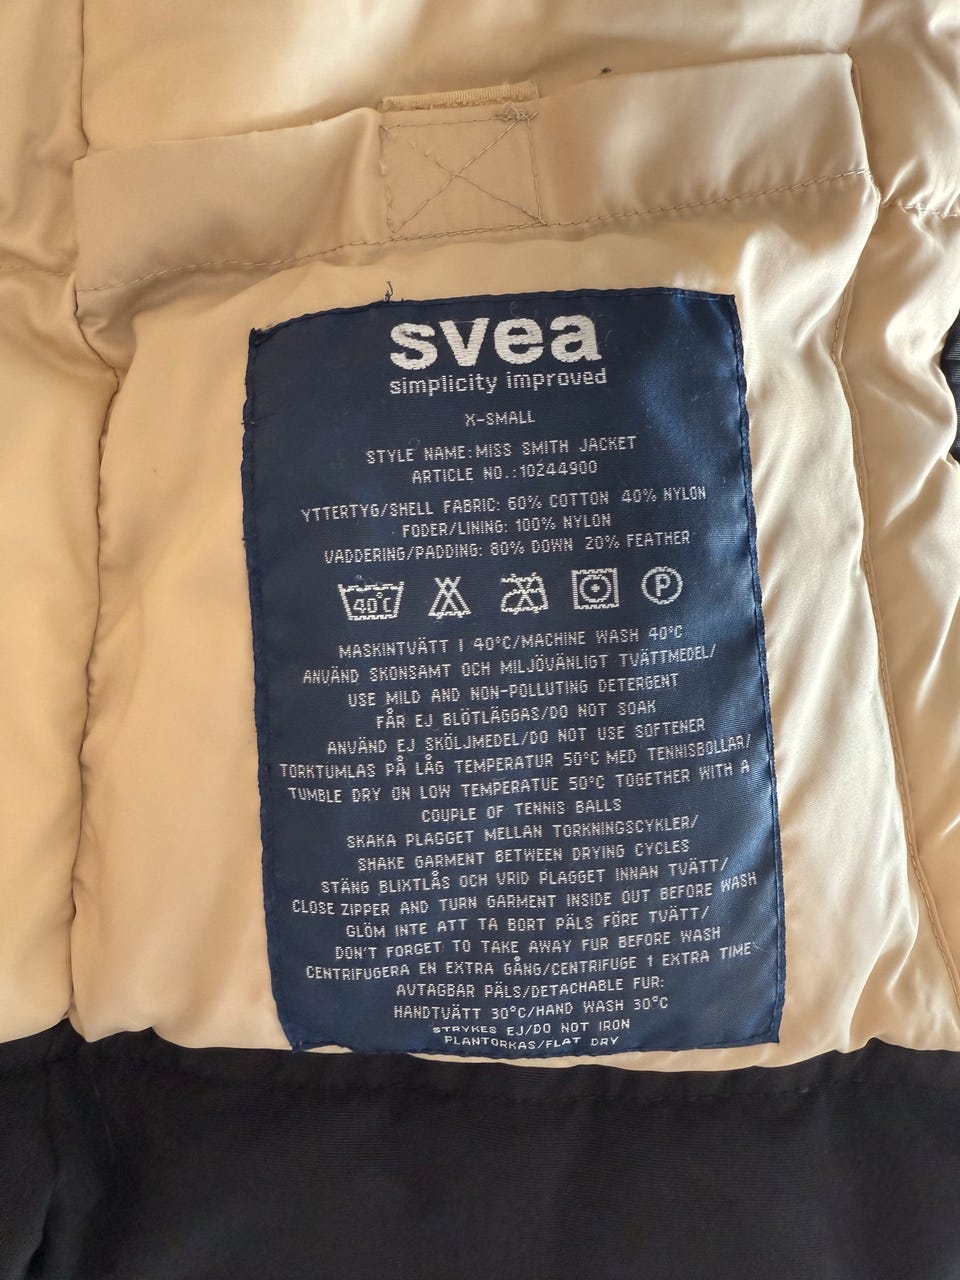 svea
simplicity improved
X-SMALL
STYLE NAME:MISS SMITH JACKET
ARTICLE NO.:10244900
YTTERTYG/SHELL FABRIC: 60% COTTON 40% NYLON
FODER/LINING: 100% NYLON
VADDERING/PADDING: 80% DOWN 20% FEATHER
40°C P
MASKINTVÄTT I 40°C/MACHINE WASH 40°C
ANVÄND SKONSAMT OCH MILJÖVÄNLIGT TVÄTTMEDEL/
USE MILD AND NON-POLLUTING DETERGENT
FÅR EJ BLÖTLÄGGAS/DO NOT SOAK
ANVÄND EJ SKÖLJMEDEL/DO NOT USE SOFTENER
TORKTUMLAS PÅ LÅG TEMPERATUR 50°C MED TENNISBOLLAR/
TUMBLE DRY ON LOW TEMPERATUE 50°C TOGETHER WITH A
COUPLE OF TENNIS BALLS
SKAKA PLAGGET MELLAN TORKNINGSCYKLER/
SHAKE GARMENT BETWEEN DRYING CYCLES
STÄNG BLIXTLÅS OCH VRID PLAGGET INNAN TVÄTT/
CLOSE ZIPPER AND TURN GARMENT INSIDE OUT BEFORE WASH
GLÖM INTE ATT TA BORT PÄLS FÖRE TVÄTT/
DON'T FORGET TO TAKE AWAY FUR BEFORE WASH
CENTRIFUGERA EN EXTRA GÅNG/CENTRIFUGE 1 EXTRA TIME
AVTAGBAR PÄLS/DETACHABLE FUR:
HANDTVÄTT 30°C/HAND WASH 30°C
STRYKES EJ/DO NOT IRON
PLANTORKAS/FLAT DRY